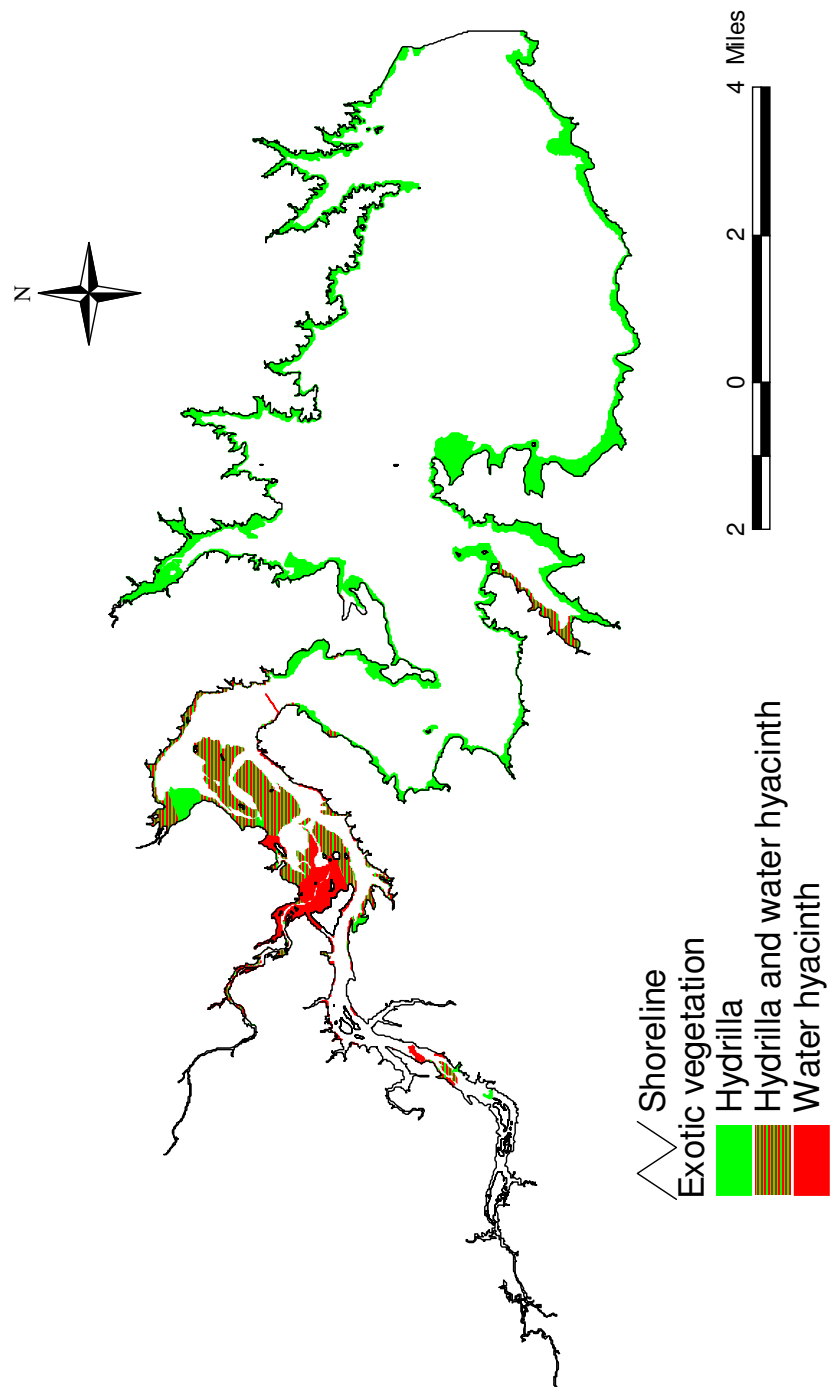 N
Shoreline
Exotic vegetation
Hydrilla
Hydrilla and water hyacinth
Water hyacinth
2 0 2 4 Miles